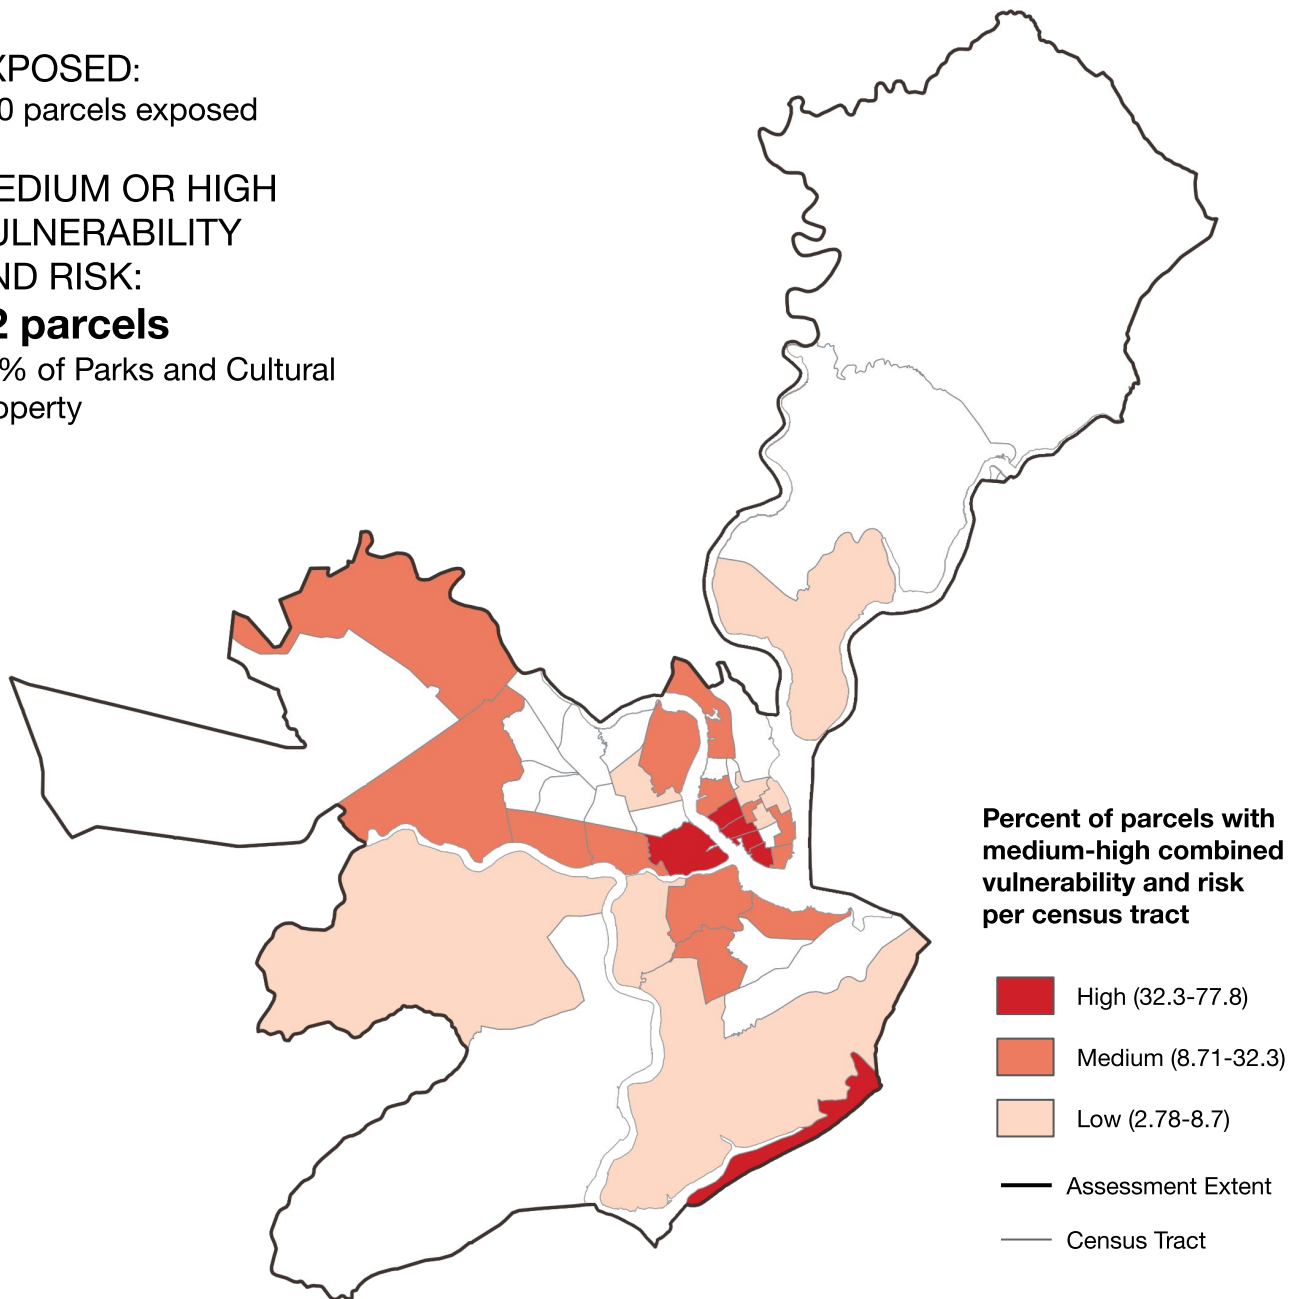 XPOSED:
0 parcels exposed
EDIUM OR HIGH
ULNERABILITY
ND RISK:
2 parcels
% of Parks and Cultural
operty
Percent of parcels with
medium-high combined
vulnerability and risk
per census tract
High (32.3-77.8)
Medium (8.71-32.3)
Low (2.78-8.7)
Assessment Extent
Census Tract